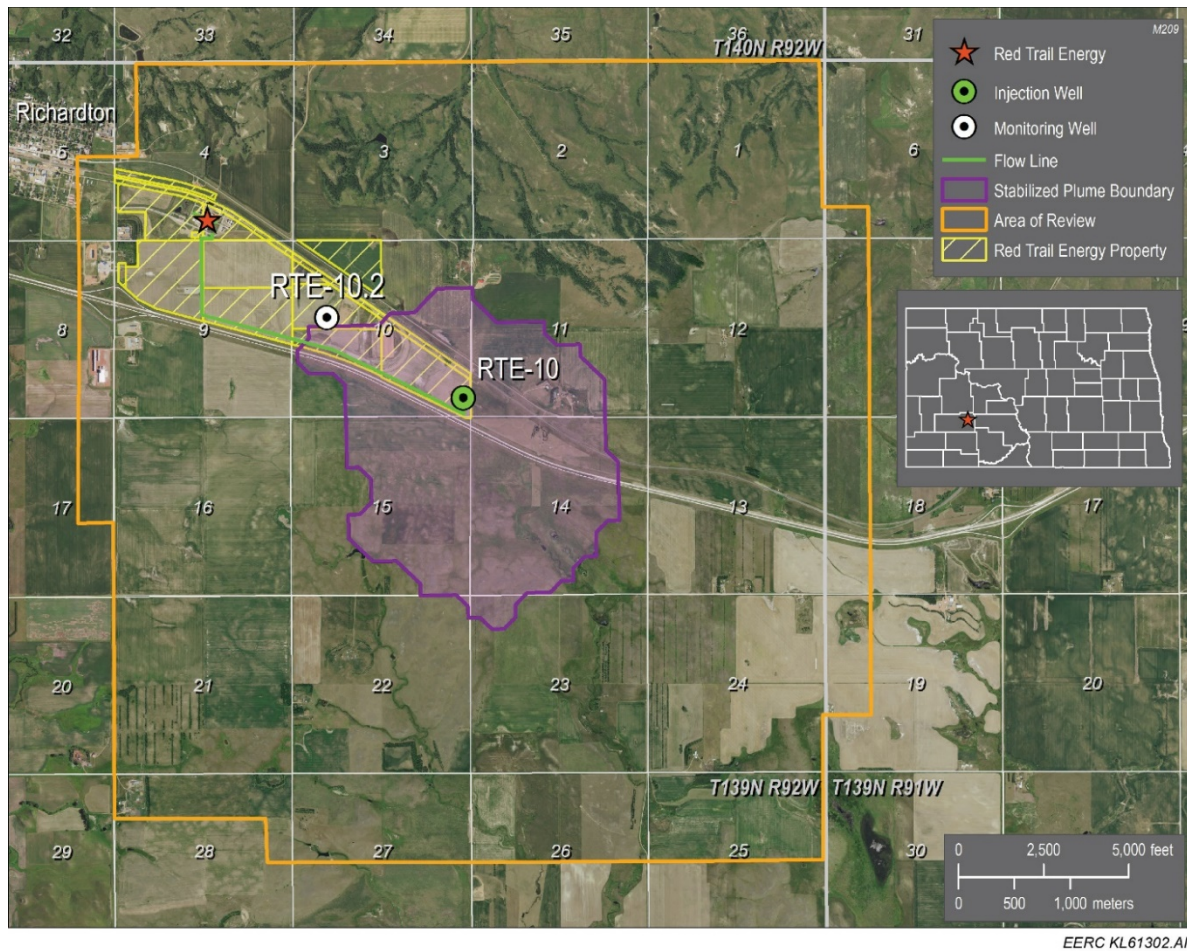 32
33
34
35
36
31
M209
T140N R92W
Red Trail Energy
Injection Well
Monitoring Well
Flow Line
Stabilized Plume Boundary
Area of Review
Red Trail Energy Property
Richardton
4
3
2
1
6
RTE-10.2
8
9
10
11
12
RTE-10
17
16
15
14
13
18
17
20
21
22
23
24
19
20
T139N R92W
T139N R91W
29
28
27
26
25
30
0 2,500 5,000 feet
0 500 1,000 meters
EERC KL61302.AI